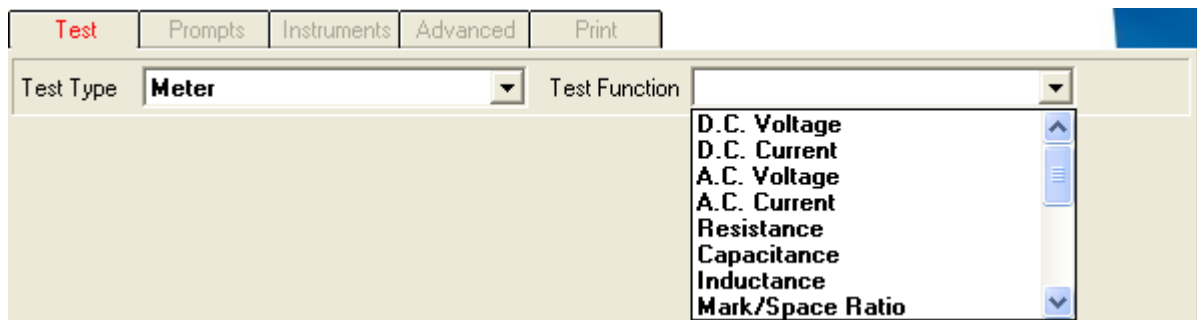 Test Prompts Instruments Advanced Print
Test Type Meter Test Function
D.C. Voltage
D.C. Current
A.C. Voltage
A.C. Current
Resistance
Capacitance
Inductance
Mark/Space Ratio